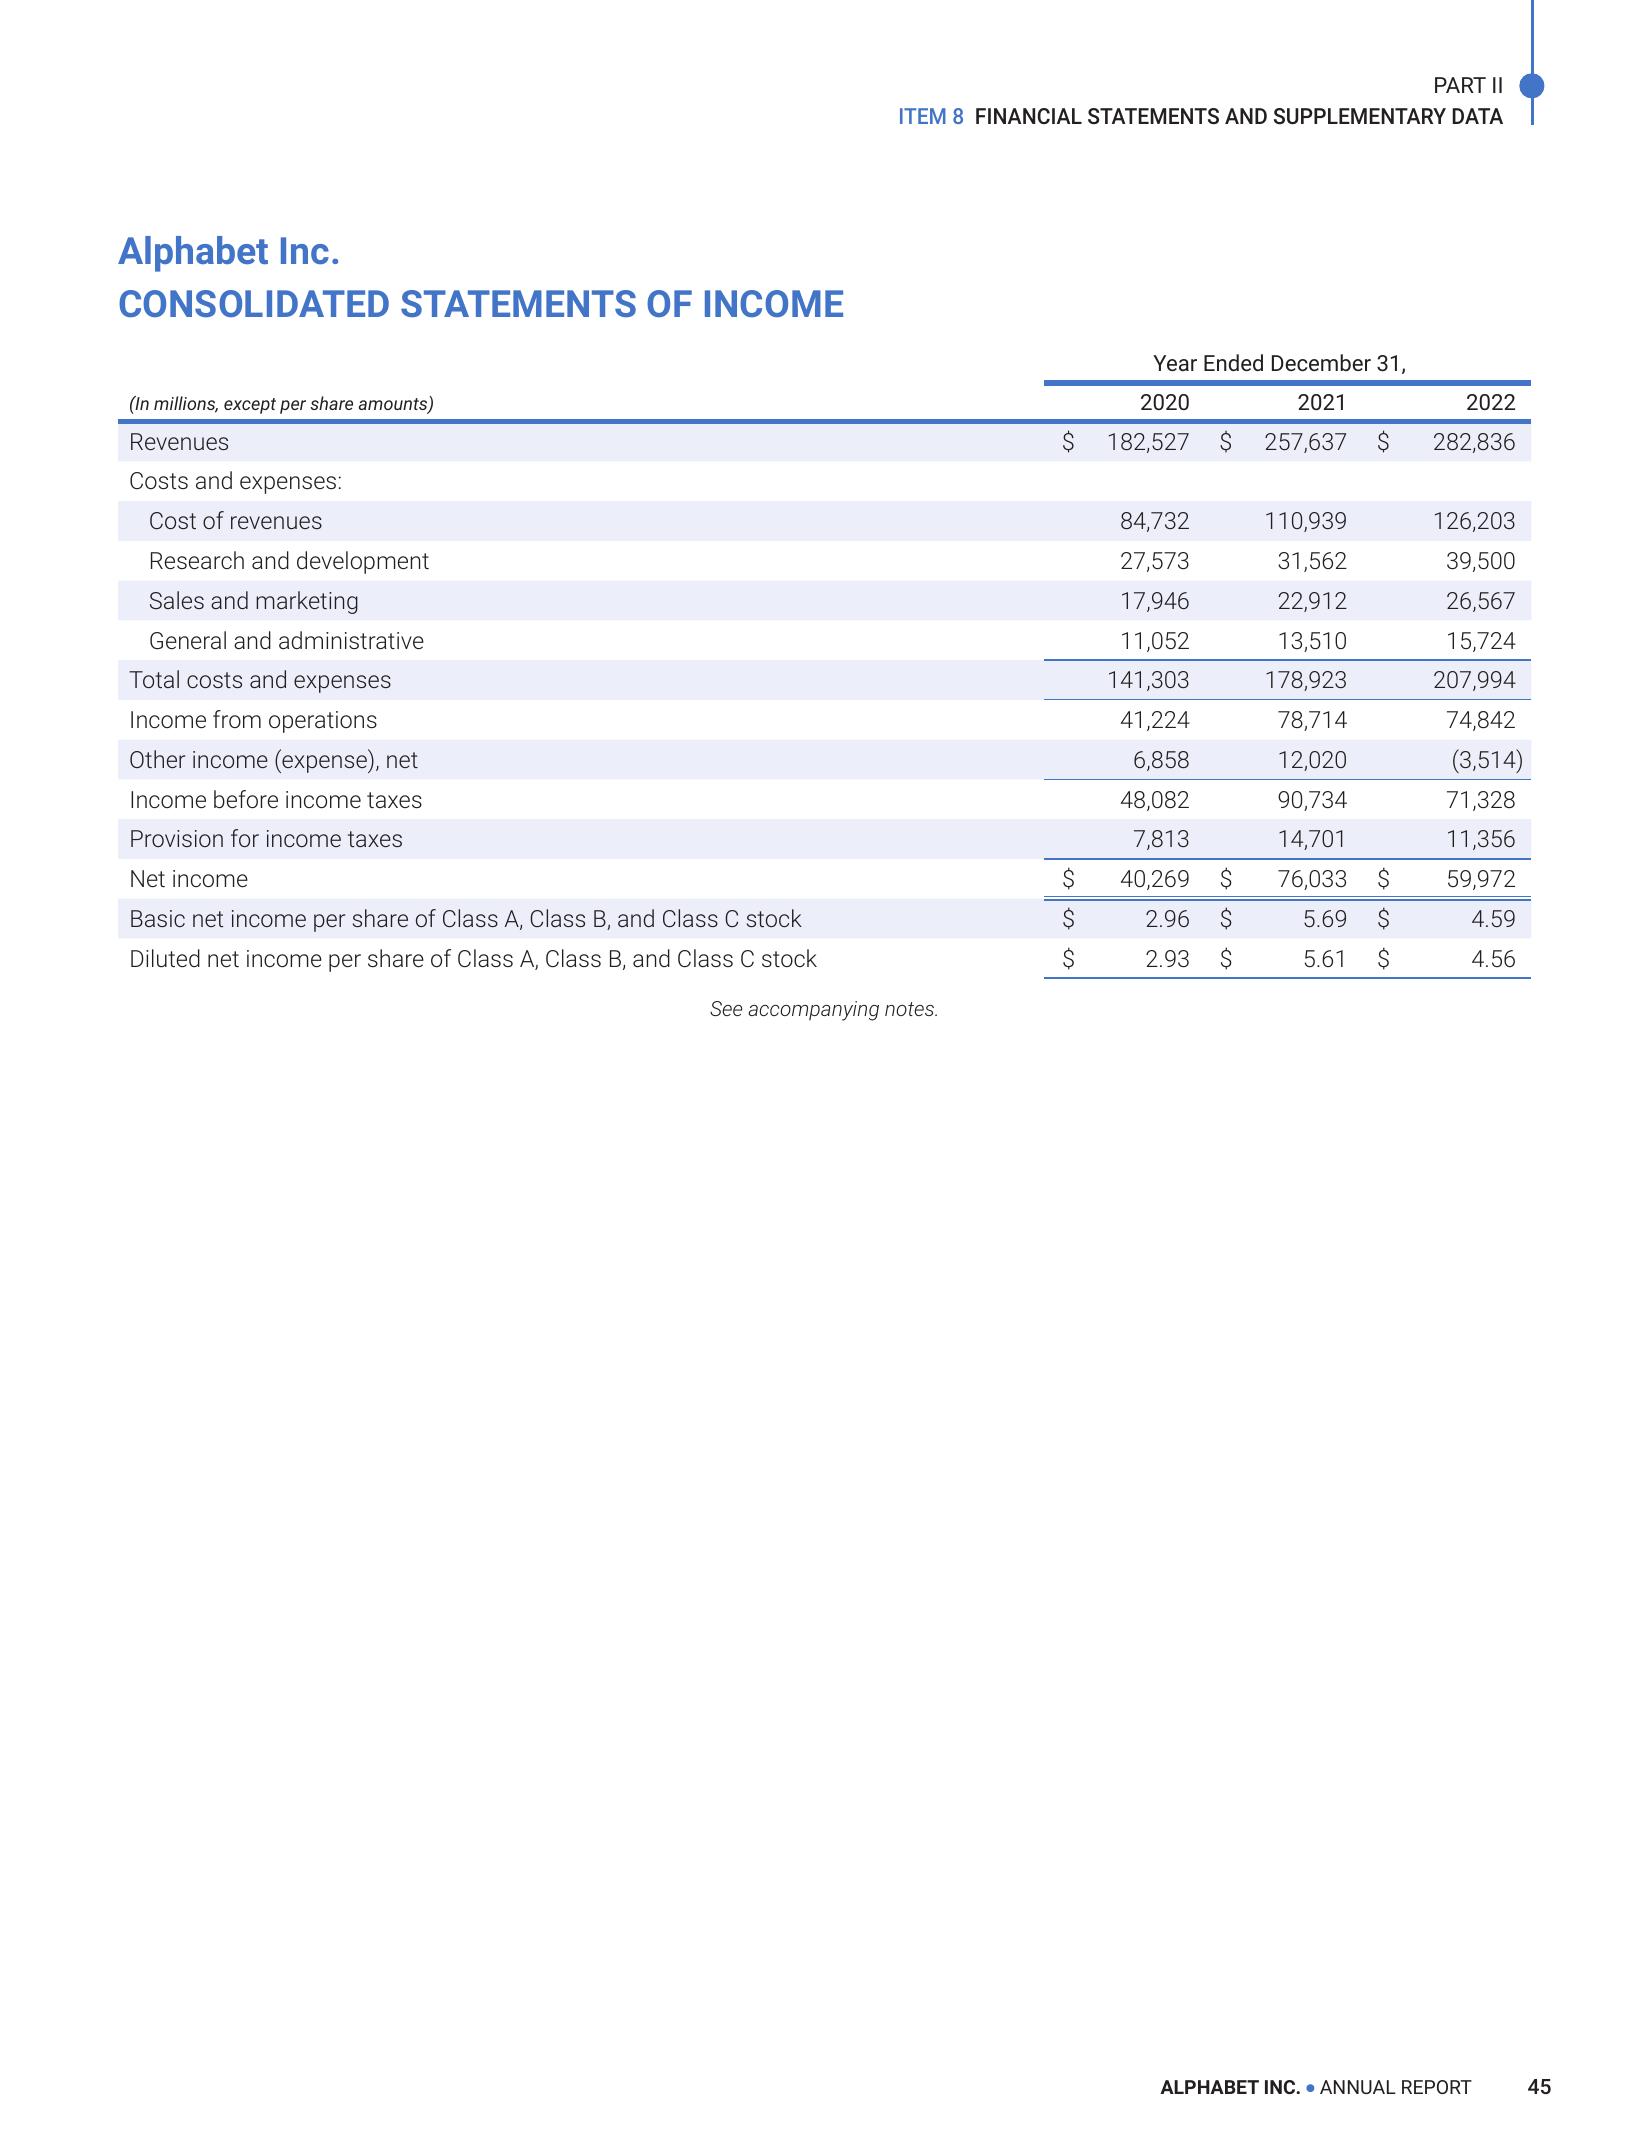 PART II
ITEM 8 FINANCIAL STATEMENTS AND SUPPLEMENTARY DATA
Alphabet Inc.
CONSOLIDATED STATEMENTS OF INCOME
Year Ended December 31,
(In millions, except per share amounts) 2020 2021 2022
Revenues $ 182,527 $ 257,637 $ 282,836
Costs and expenses:
Cost of revenues 84,732 110,939 126,203
Research and development 27,573 31,562 39,500
Sales and marketing 17,946 22,912 26,567
General and administrative 11,052 13,510 15,724
Total costs and expenses 141,303 178,923 207,994
Income from operations 41,224 78,714 74,842
Other income (expense), net 6,858 12,020 (3,514)
Income before income taxes 48,082 90,734 71,328
Provision for income taxes 7,813 14,701 11,356
Net income $ 40,269 $ 76,033 $ 59,972
Basic net income per share of Class A, Class B, and Class C stock $ 2.96 $ 5.69 $ 4.59
Diluted net income per share of Class A, Class B, and Class C stock $ 2.93 $ 5.61 $ 4.56
See accompanying notes.
ALPHABET INC. • ANNUAL REPORT 45